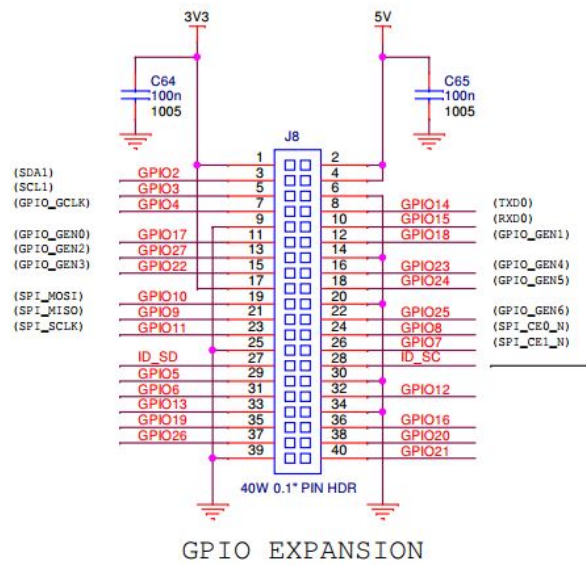 3V3 5V
C64
100n
1005
C65
100n
1005
J8
1 2
(SDA1) GPIO2 3 4
(SCL1) GPIO3 5 6
(GPIO_GCLK) GPIO4 7 8 GPIO14 (TXD0)
9 10 GPIO15 (RXD0)
(GPIO_GEN0) GPIO17 11 12 GPIO18 (GPIO_GEN1)
(GPIO_GEN2) GPIO27 13 14
(GPIO_GEN3) GPIO22 15 16 GPIO23 (GPIO_GEN4)
17 18 GPIO24 (GPIO_GEN5)
(SPI_MOSI) GPIO10 19 20
(SPI_MISO) GPIO9 21 22 GPIO25 (GPIO_GEN6)
(SPI_SCLK) GPIO11 23 24 GPIO8 (SPI_CE0_N)
25 26 GPIO7 (SPI_CE1_N)
ID_SD 27 28 ID_SC
GPIO5 29 30
GPIO6 31 32 GPIO12
GPIO13 33 34
GPIO19 35 36 GPIO16
GPIO26 37 38 GPIO20
39 40 GPIO21
40W 0.1" PIN HDR
GPIO EXPANSION